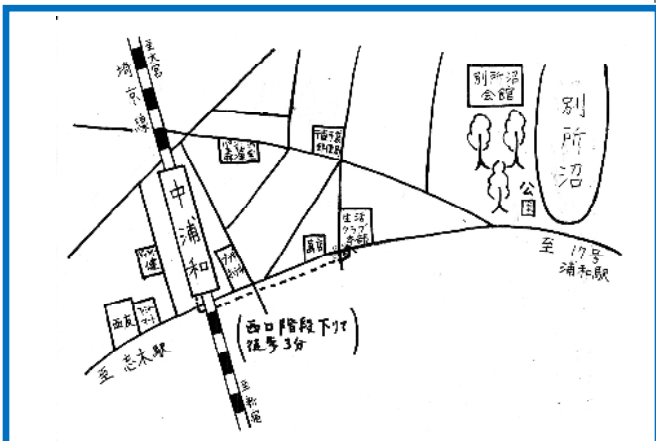 至大宮
埼京線
別所沼
会館
別所沼
公園
中浦和
生活
クラブ
本部
至 17号
浦和駅
西友
(西口階段下りて
徒歩3分)
至 志木駅
至新宿